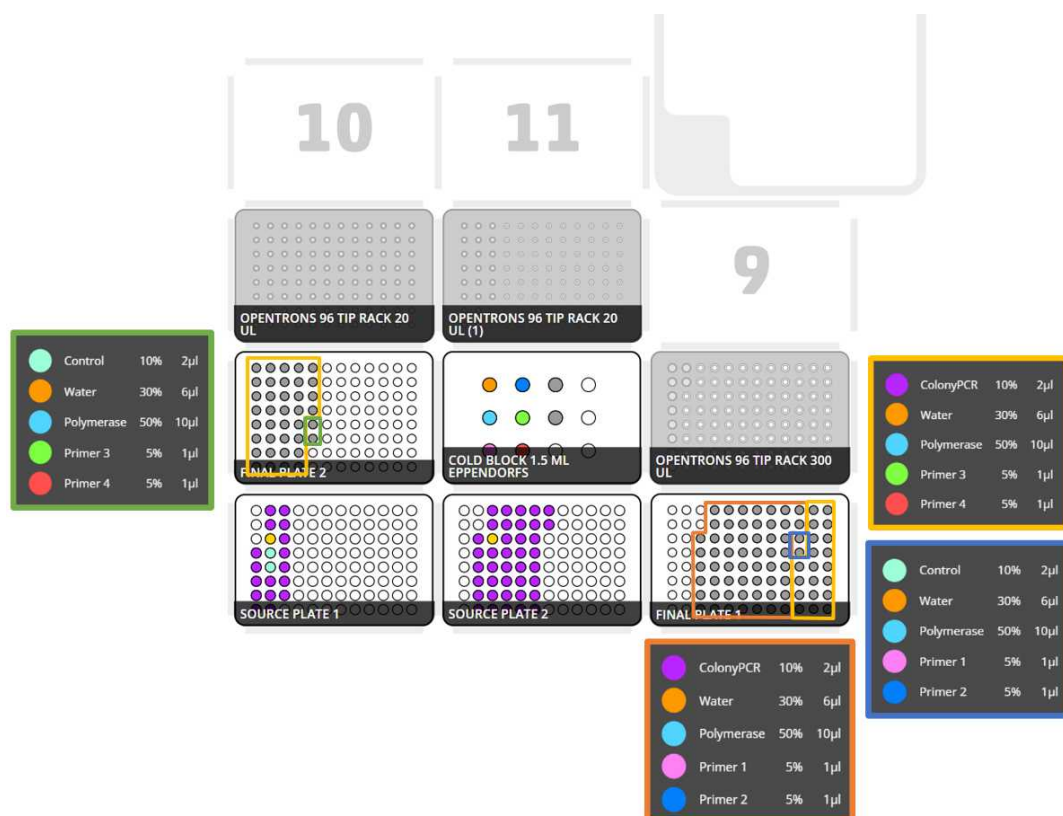 10
11
9
OPENTRONS 96 TIP RACK 20
UL
OPENTRONS 96 TIP RACK 20
UL (1)
Control 10% 2µl
Water 30% 6µl
Polymerase 50% 10µl
Primer 3 5% 1µl
Primer 4 5% 1µl
FINAL PLATE 2
COLD BLOCK 1.5 ML
EPPENDORFS
OPENTRONS 96 TIP RACK 300
UL
ColonyPCR 10% 2µl
Water 30% 6µl
Polymerase 50% 10µl
Primer 3 5% 1µl
Primer 4 5% 1µl
SOURCE PLATE 1
SOURCE PLATE 2
FINAL PLATE 1
Control 10% 2µl
Water 30% 6µl
Polymerase 50% 10µl
Primer 1 5% 1µl
Primer 2 5% 1µl
ColonyPCR 10% 2µl
Water 30% 6µl
Polymerase 50% 10µl
Primer 1 5% 1µl
Primer 2 5% 1µl